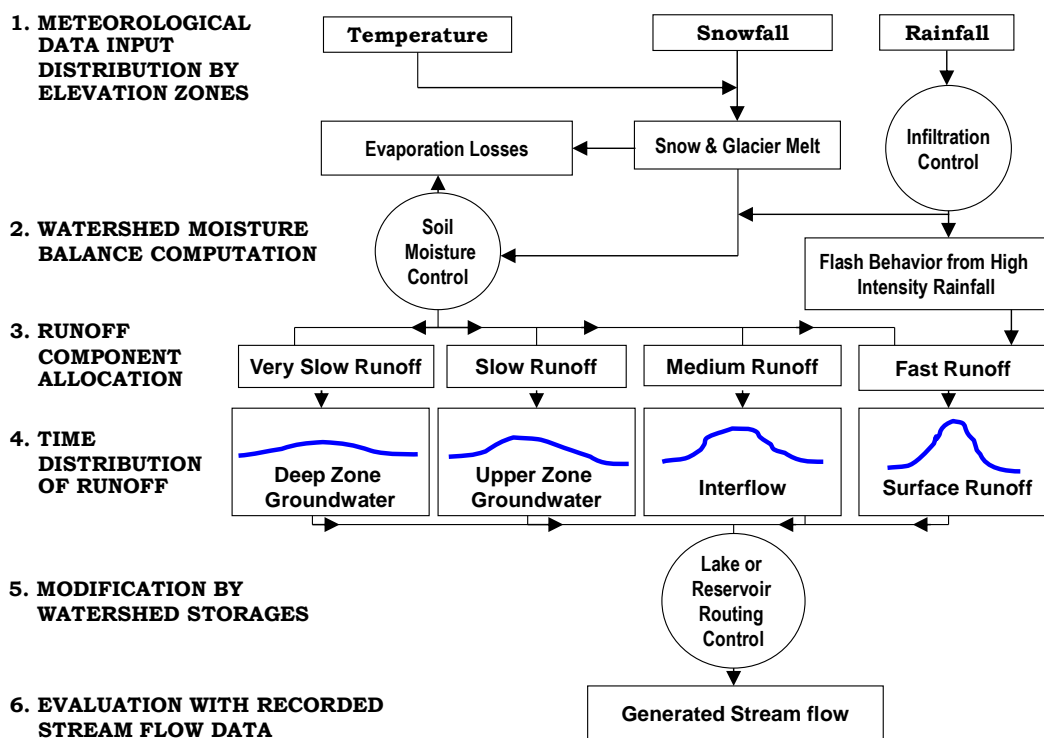 1. METEOROLOGICAL
DATA INPUT
DISTRIBUTION BY
ELEVATION ZONES
Temperature
Snowfall
Rainfall
Evaporation Losses
Snow & Glacier Melt
Infiltration
Control
2. WATERSHED MOISTURE
BALANCE COMPUTATION
Soil
Moisture
Control
Flash Behavior from High
Intensity Rainfall
3. RUNOFF
COMPONENT
ALLOCATION
Very Slow Runoff
Slow Runoff
Medium Runoff
Fast Runoff
4. TIME
DISTRIBUTION
OF RUNOFF
Deep Zone
Groundwater
Upper Zone
Groundwater
Interflow
Surface Runoff
5. MODIFICATION BY
WATERSHED STORAGES
Lake or
Reservoir
Routing
Control
6. EVALUATION WITH RECORDED
STREAM FLOW DATA
Generated Stream flow